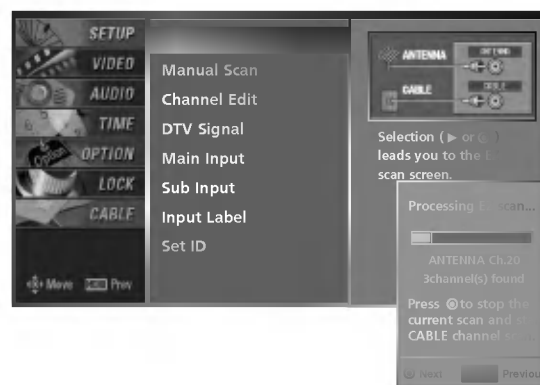 SETUP
VIDEO
AUDIO
TIME
OPTION
LOCK
CABLE
Move Prev
Manual Scan
Channel Edit
DTV Signal
Main Input
Sub Input
Input Label
Set ID
ANTENNA
CABLE
Selection ( ▶ or
leads you to the
scan screen.
Processing scan...
ANTENNA Ch.20
3channel(s) found
Press ◉ to stop the
current scan and
CABLE channel
Next